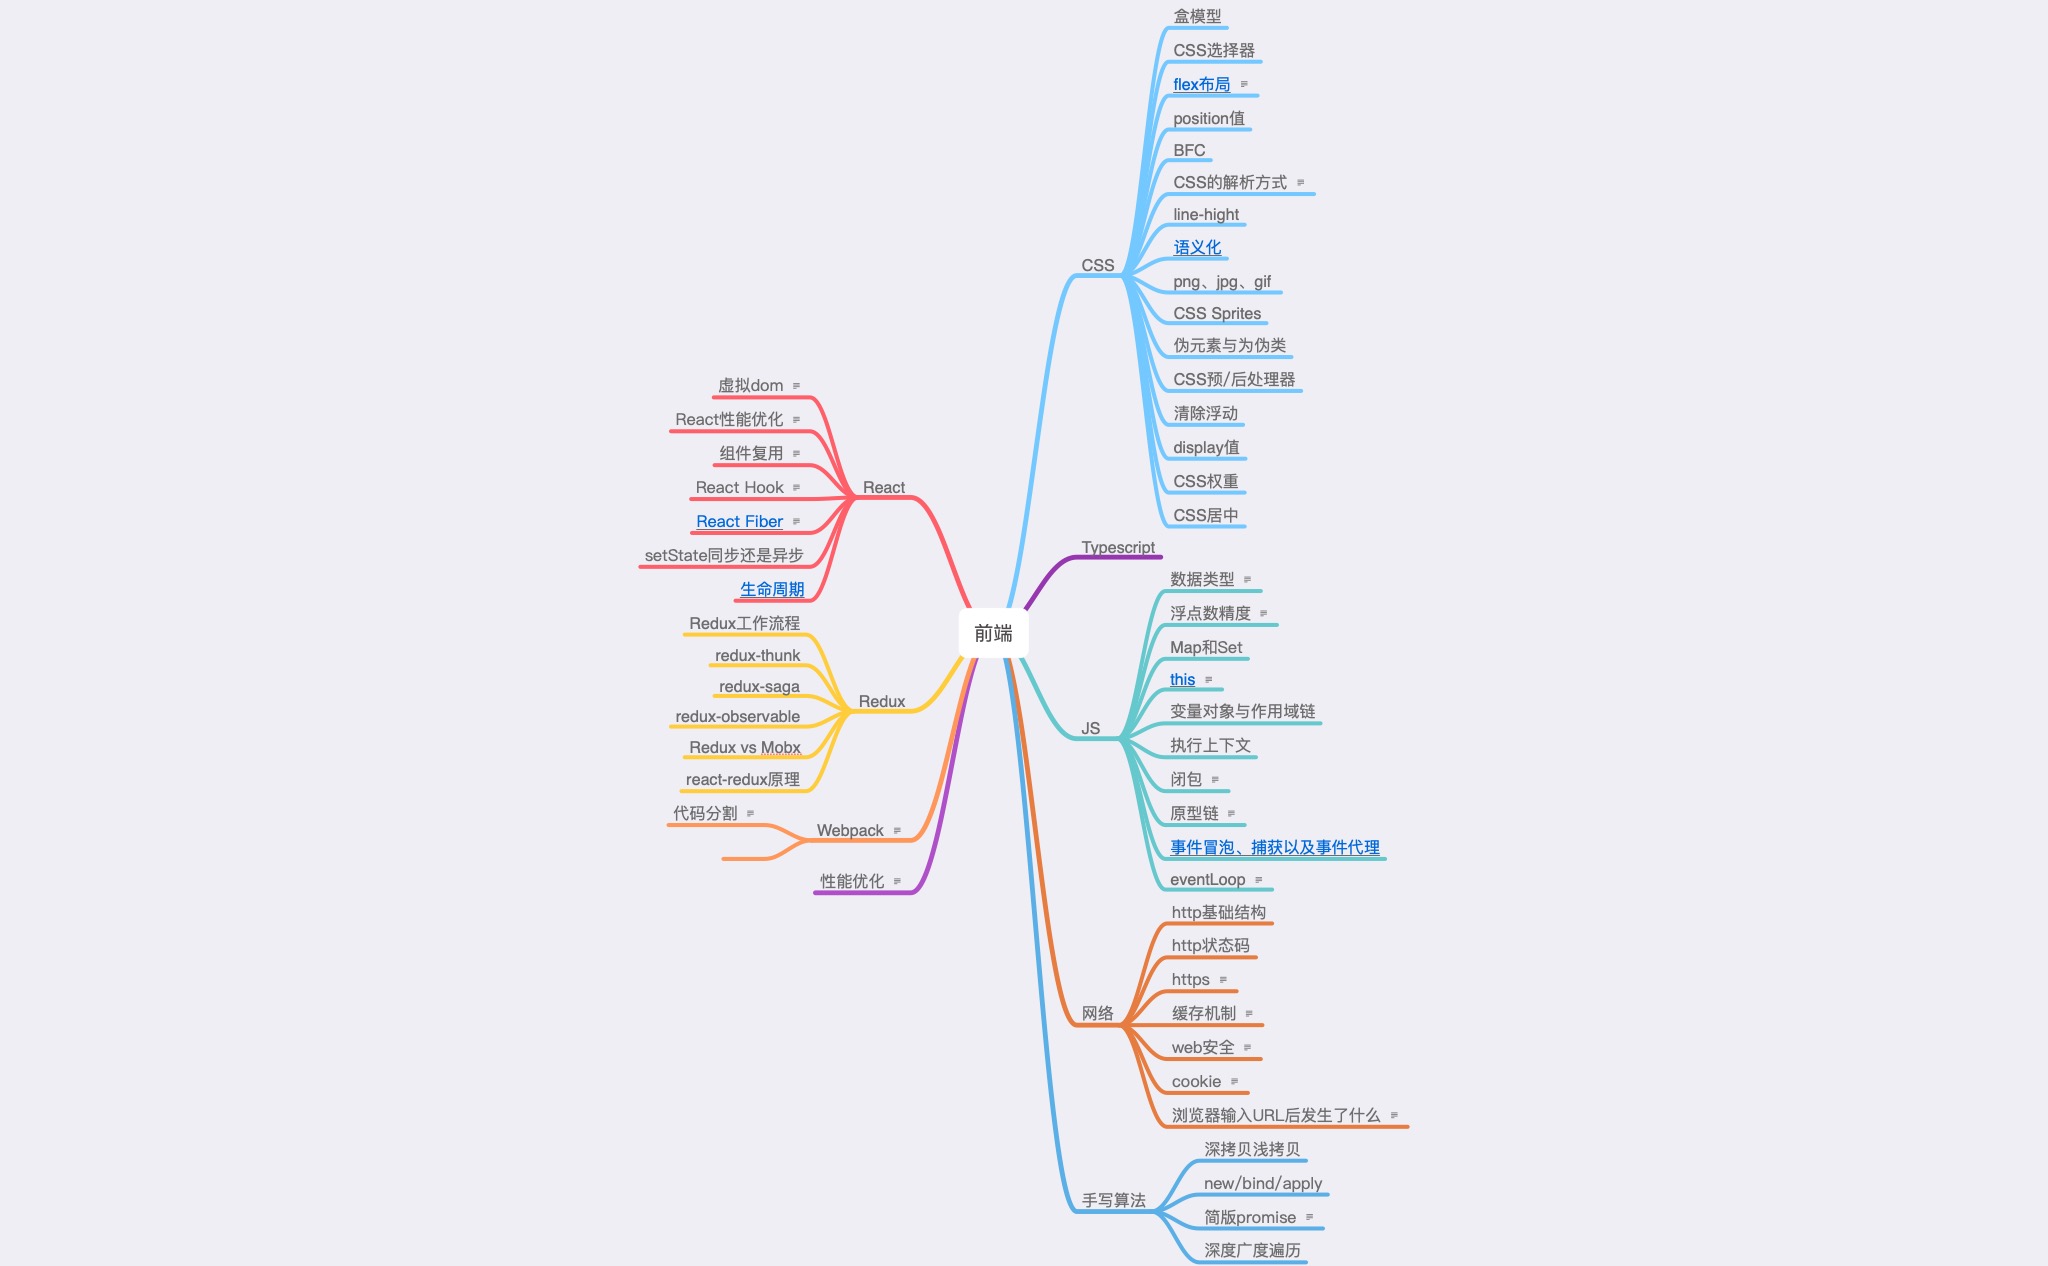 前端
CSS
盒模型
CSS选择器
flex布局
position值
BFC
CSS的解析方式
line-hight
语义化
png、jpg、gif
CSS Sprites
伪元素与为伪类
CSS预/后处理器
清除浮动
display值
CSS权重
CSS居中
Typescript
JS
数据类型
浮点数精度
Map和Set
this
变量对象与作用域链
执行上下文
闭包
原型链
事件冒泡、捕获以及事件代理
eventLoop
网络
http基础结构
http状态码
https
缓存机制
web安全
cookie
浏览器输入URL后发生了什么
手写算法
深拷贝浅拷贝
new/bind/apply
简版promise
深度广度遍历
React
虚拟dom
React性能优化
组件复用
React Hook
React Fiber
setState同步还是异步
生命周期
Redux
Redux工作流程
redux-thunk
redux-saga
redux-observable
Redux vs Mobx
react-redux原理
Webpack
代码分割
性能优化